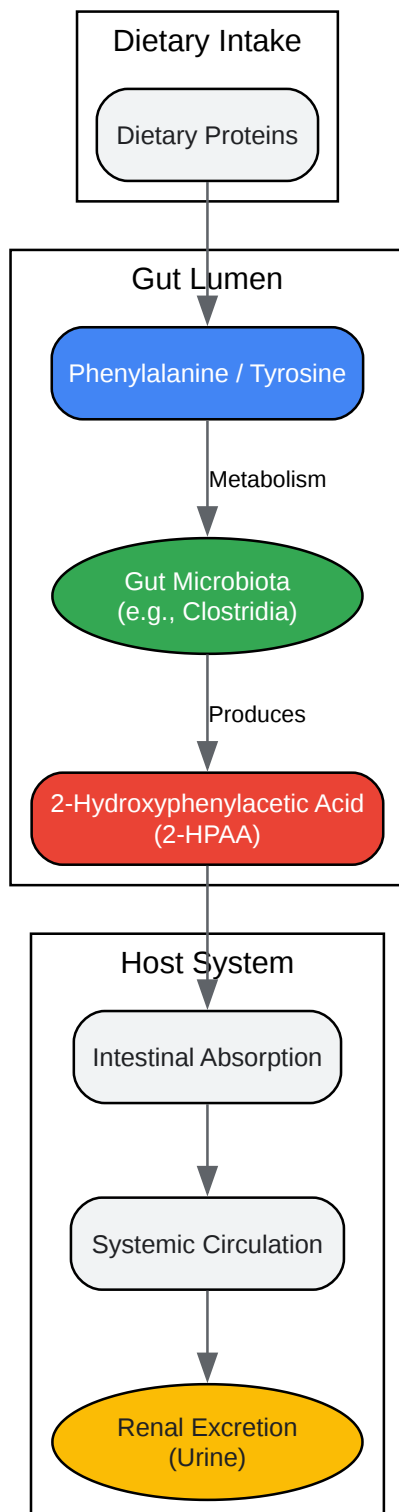 Dietary Intake
Dietary Proteins
Gut Lumen
Phenylalanine / Tyrosine
Metabolism
Gut Microbiota
(e.g., Clostridia)
Produces
2-Hydroxyphenylacetic Acid
(2-HPAA)
Host System
Intestinal Absorption
Systemic Circulation
Renal Excretion
(Urine)